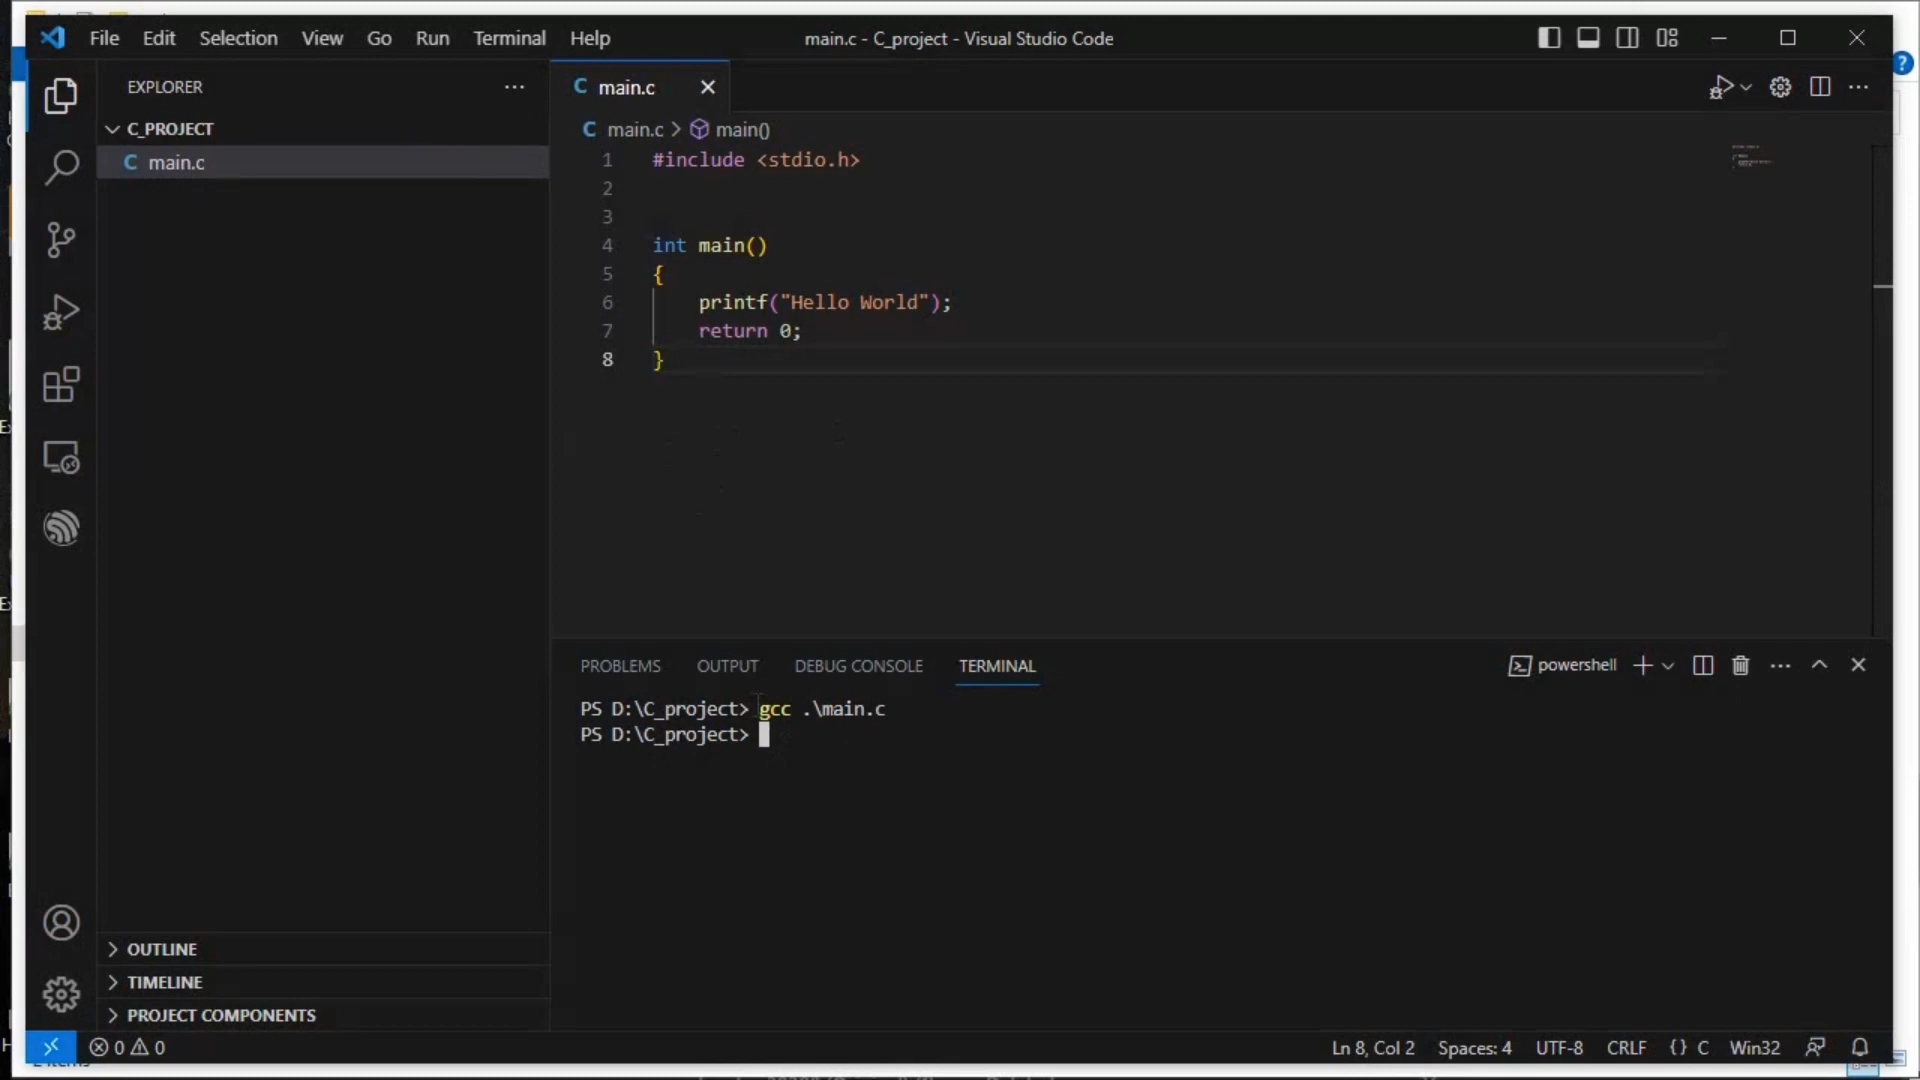 File Edit Selection View Go Run Terminal Help
main.c - C_project - Visual Studio Code
EXPLORER
C_PROJECT
C main.c
C main.c
C main.c > main()
1 #include <stdio.h>
2
3
4 int main()
5 {
6 printf("Hello World");
7 return 0;
8 }
PROBLEMS OUTPUT DEBUG CONSOLE TERMINAL
powershell
PS D:\C_project> gcc .\main.c
PS D:\C_project>
OUTLINE
TIMELINE
PROJECT COMPONENTS
0 0
Ln 8, Col 2 Spaces: 4 UTF-8 CRLF {} C Win32